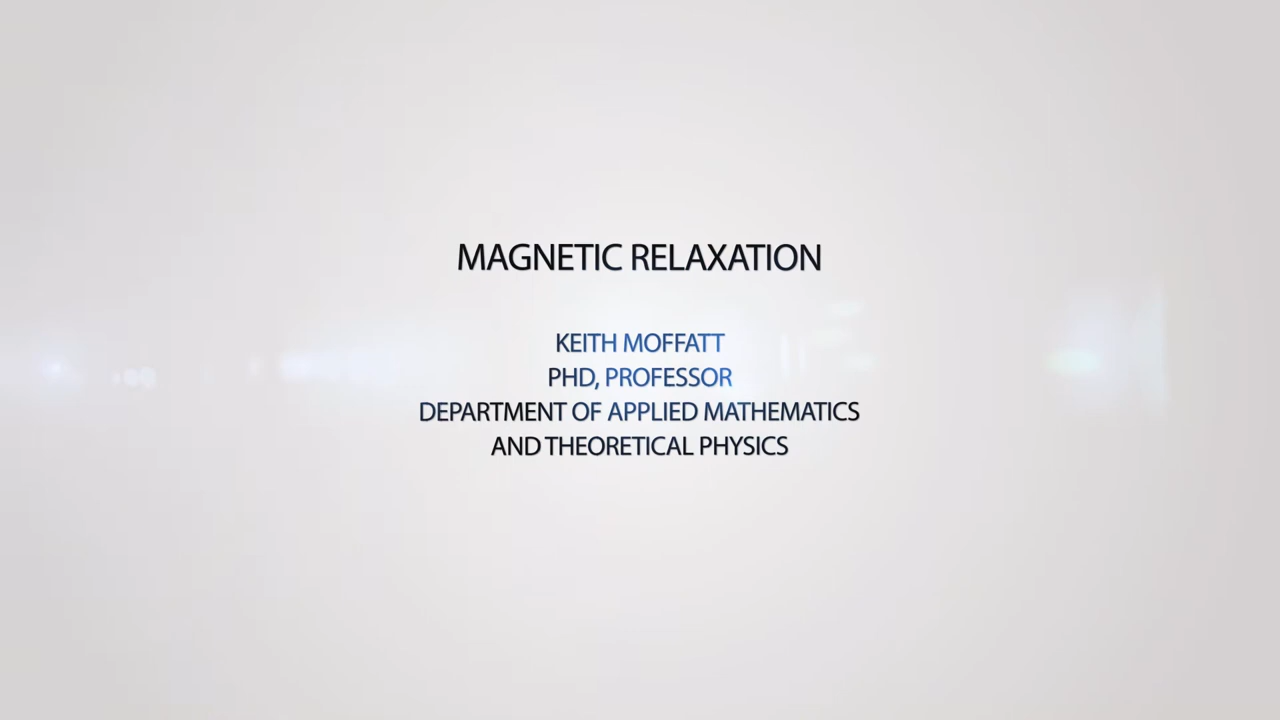 MAGNETIC RELAXATION
KEITH MOFFATT
PHD, PROFESSOR
DEPARTMENT OF APPLIED MATHEMATICS
AND THEORETICAL PHYSICS